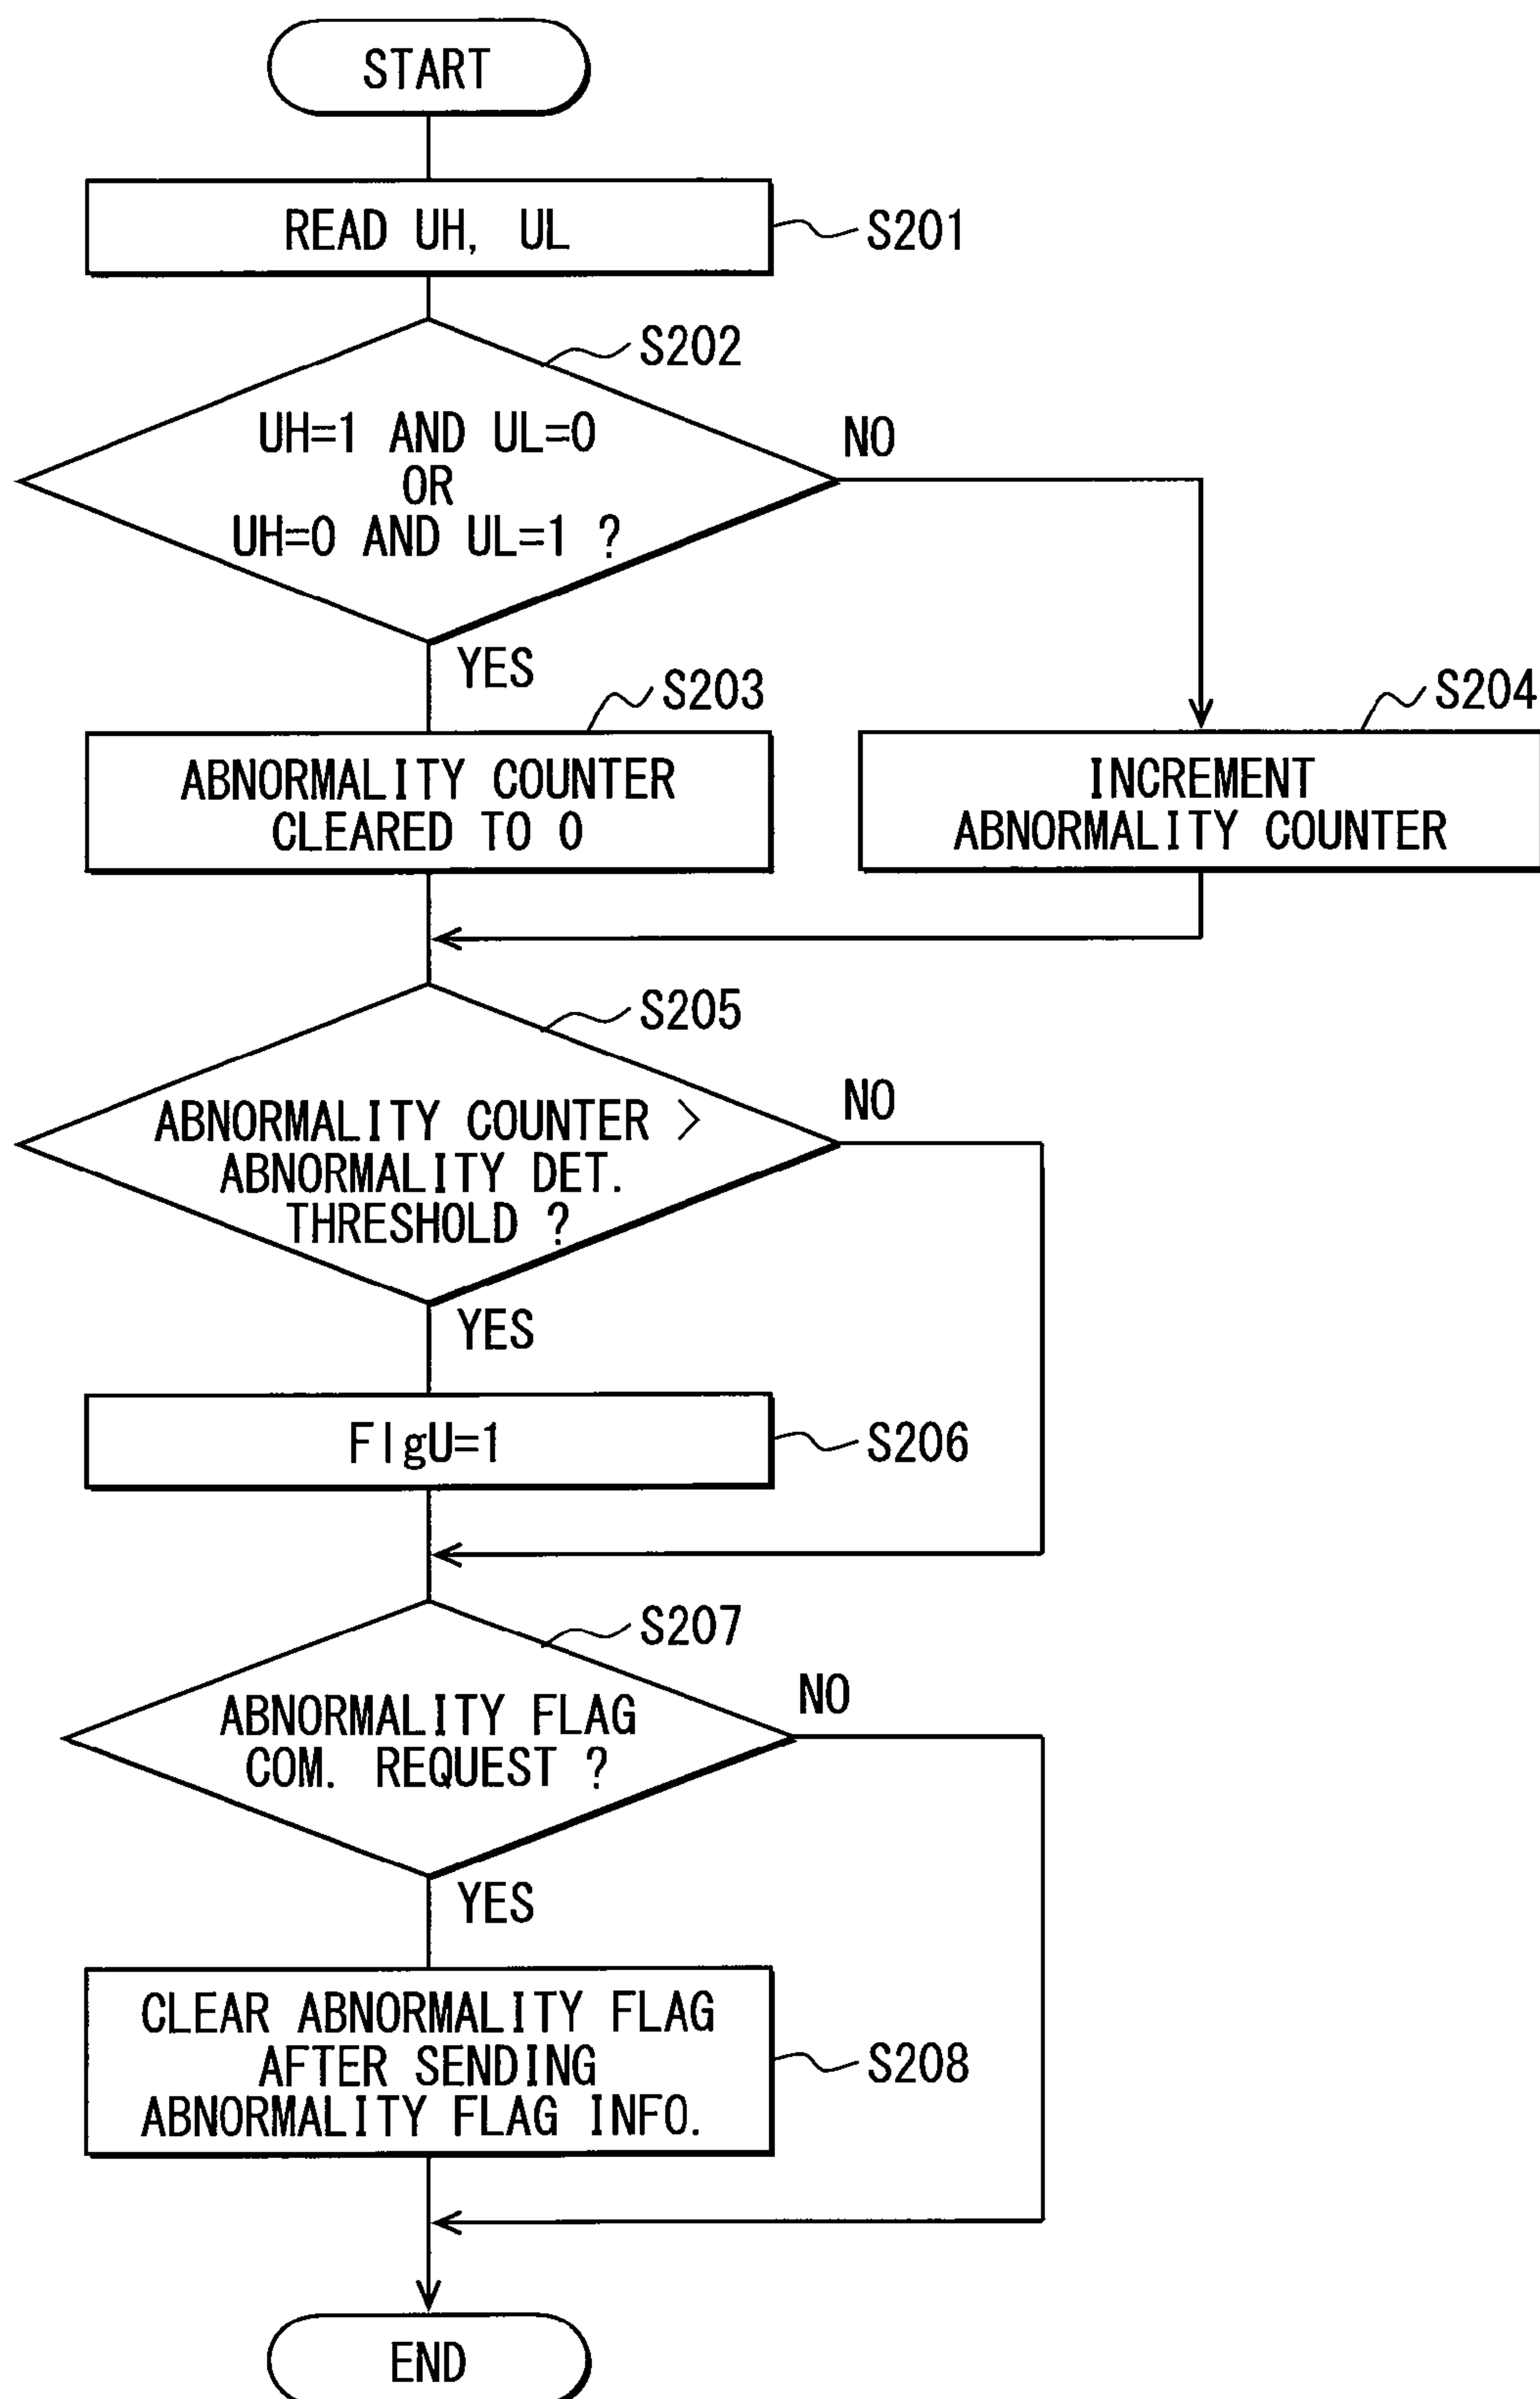 START
READ UH, UL
S201
S202
UH=1 AND UL=0
OR
UH=0 AND UL=1 ?
NO
YES
S203
ABNORMALITY COUNTER
CLEARED TO 0
S204
INCREMENT
ABNORMALITY COUNTER
S205
ABNORMALITY COUNTER >
ABNORMALITY DET.
THRESHOLD ?
NO
YES
FlgU=1
S206
S207
ABNORMALITY FLAG
COM. REQUEST ?
NO
YES
CLEAR ABNORMALITY FLAG
AFTER SENDING
ABNORMALITY FLAG INFO.
S208
END